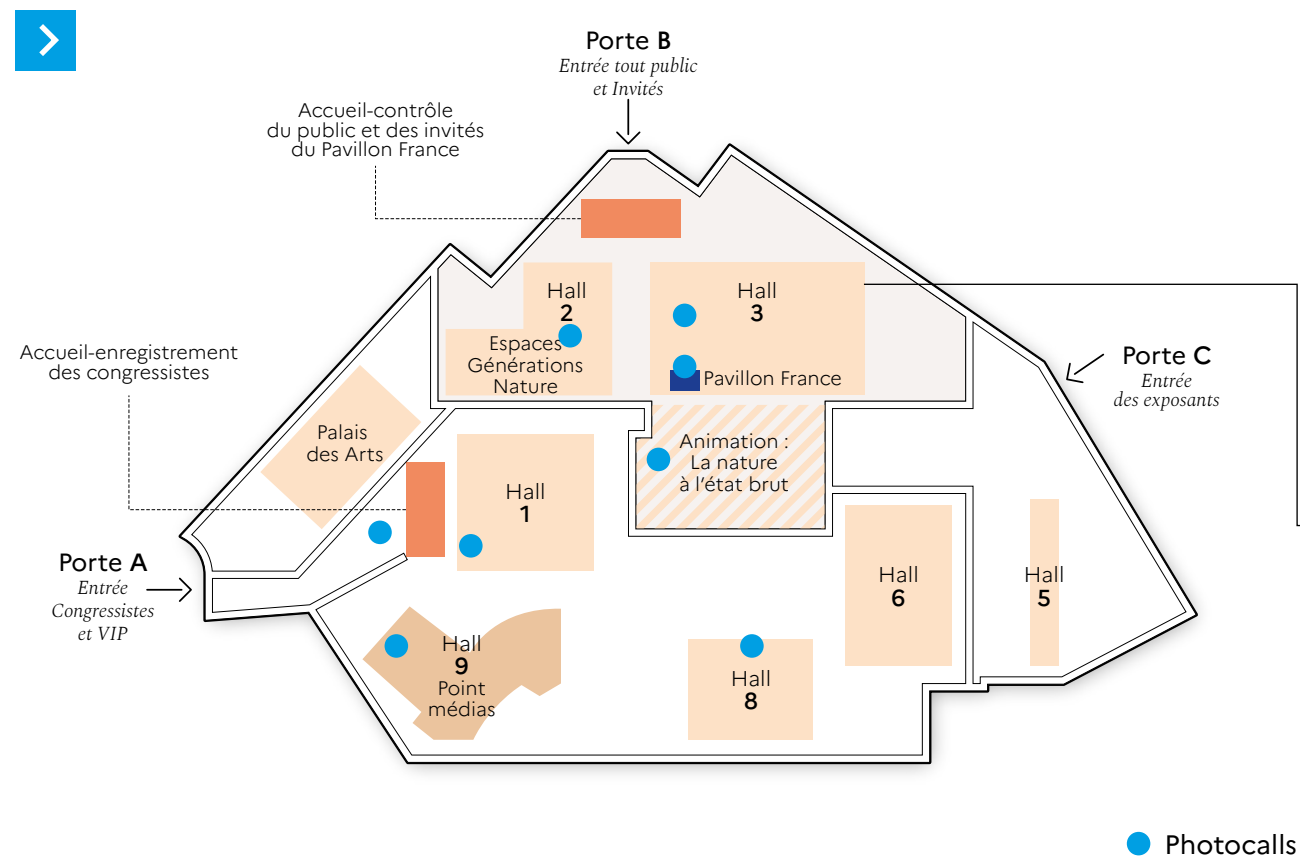 Porte B
Entrée tout public
et Invités
Accueil-contrôle
du public et des invités
du Pavillon France
Hall
2
Espaces
Générations
Nature
Hall
3
Pavillon France
Accueil-enregistrement
des congressistes
Porte C
Entrée
des exposants
Palais
des Arts
Animation :
La nature
à l'état brut
Hall
1
Porte A
Entrée
Congressistes
et VIP
Hall
6
Hall
5
Hall
9
Point
médias
Hall
8
Photocalls